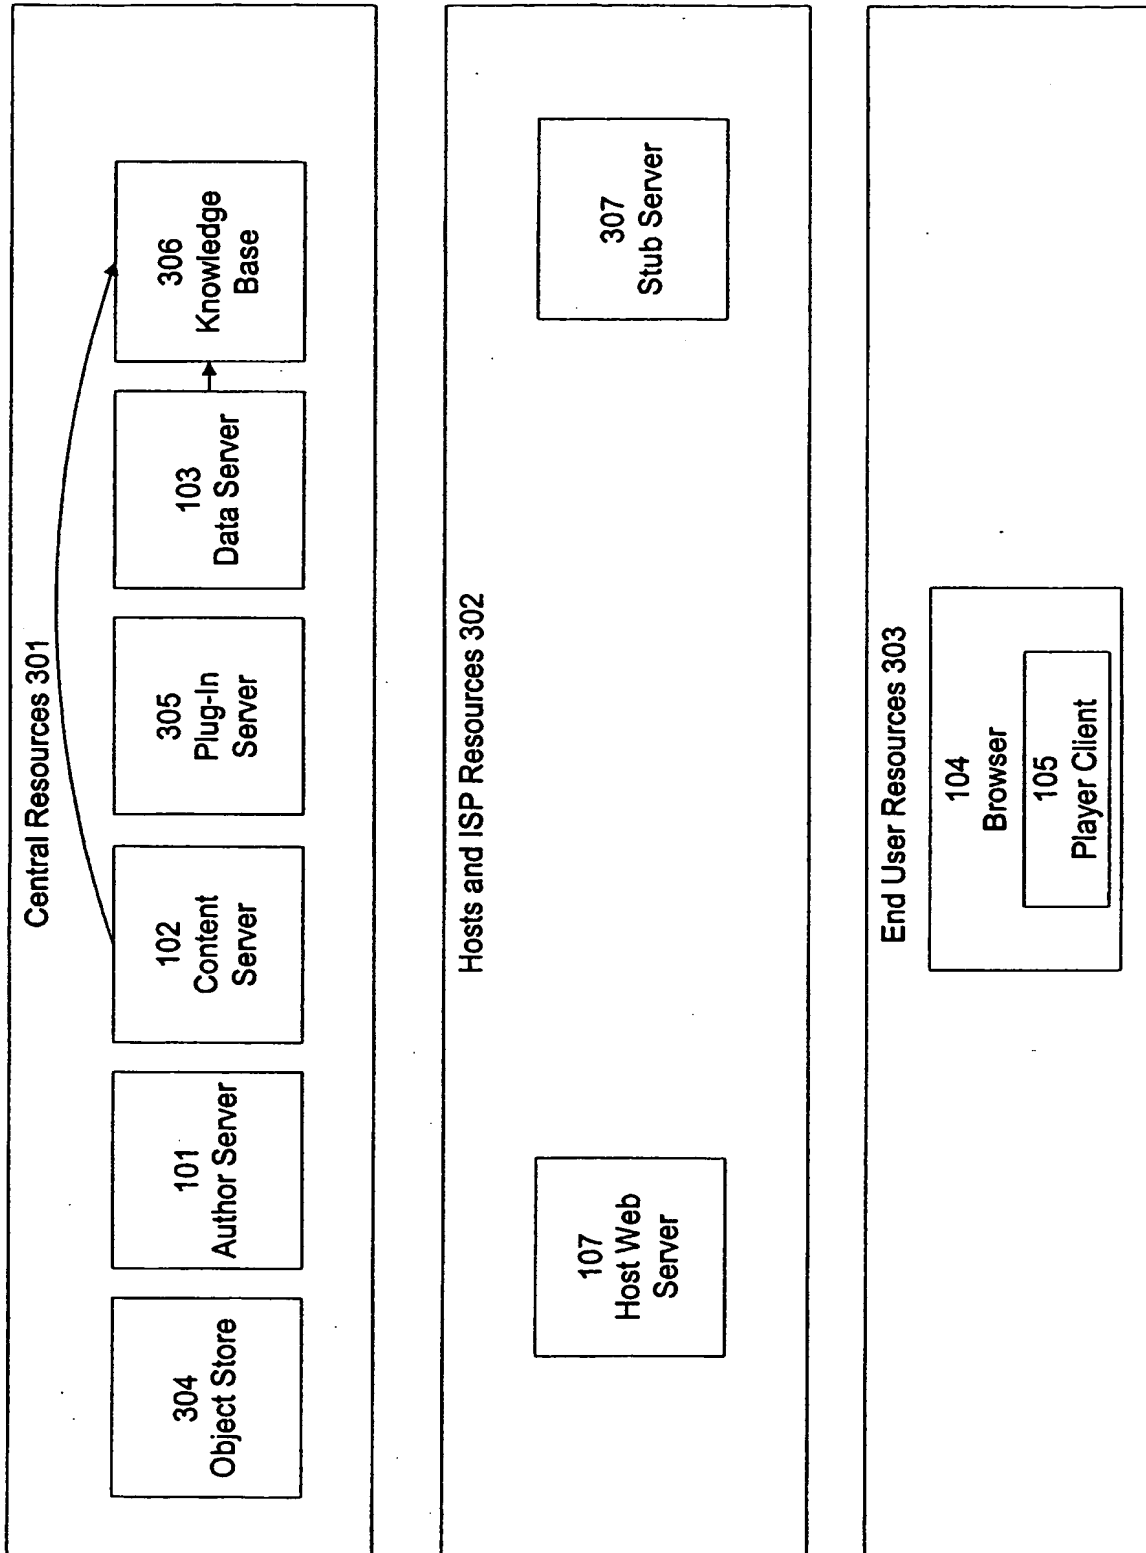 Central Resources 301
304
Object Store
101
Author Server
102
Content
Server
305
Plug-In
Server
103
Data Server
306
Knowledge
Base
Hosts and ISP Resources 302
107
Host Web
Server
307
Stub Server
End User Resources 303
104
Browser
105
Player Client